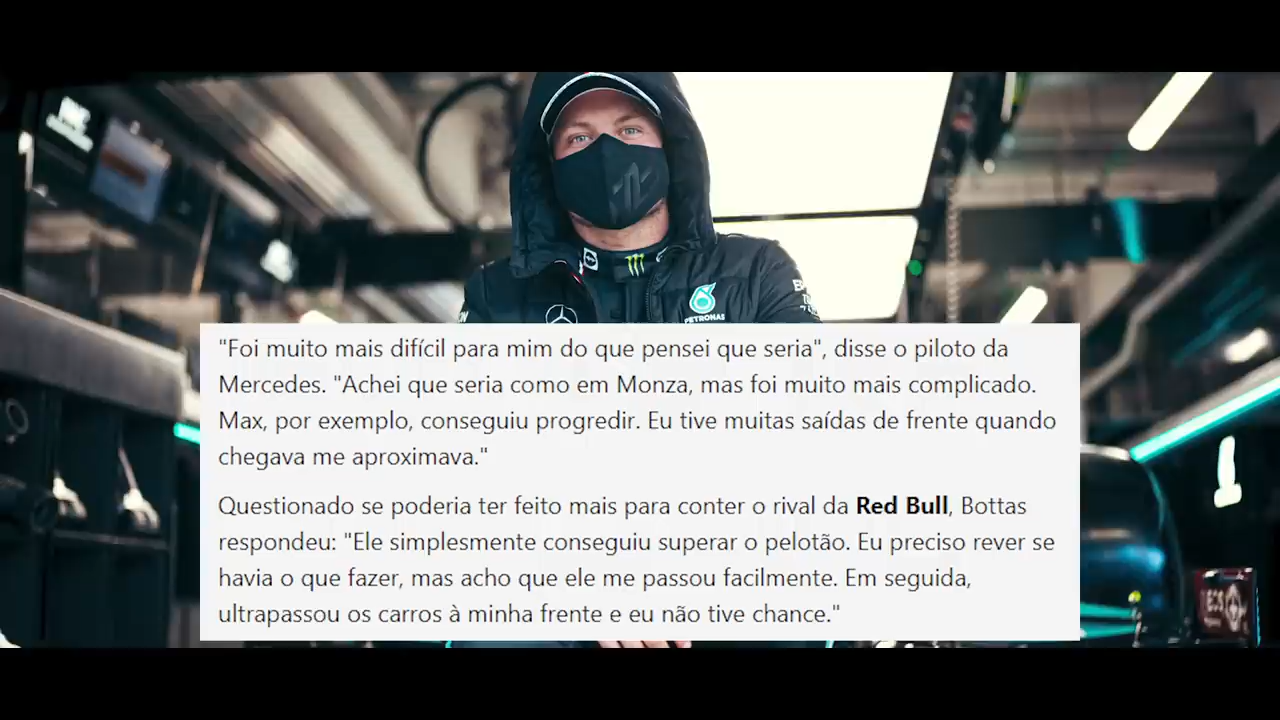 PETRONAS
"Foi muito mais difícil para mim do que pensei que seria", disse o piloto da
Mercedes. "Achei que seria como em Monza, mas foi muito mais complicado.
Max, por exemplo, conseguiu progredir. Eu tive muitas saídas de frente quando
chegava me aproximava."
Questionado se poderia ter feito mais para conter o rival da Red Bull, Bottas
respondeu: "Ele simplesmente conseguiu superar o pelotão. Eu preciso rever se
havia o que fazer, mas acho que ele me passou facilmente. Em seguida,
ultrapassou os carros à minha frente e eu não tive chance."